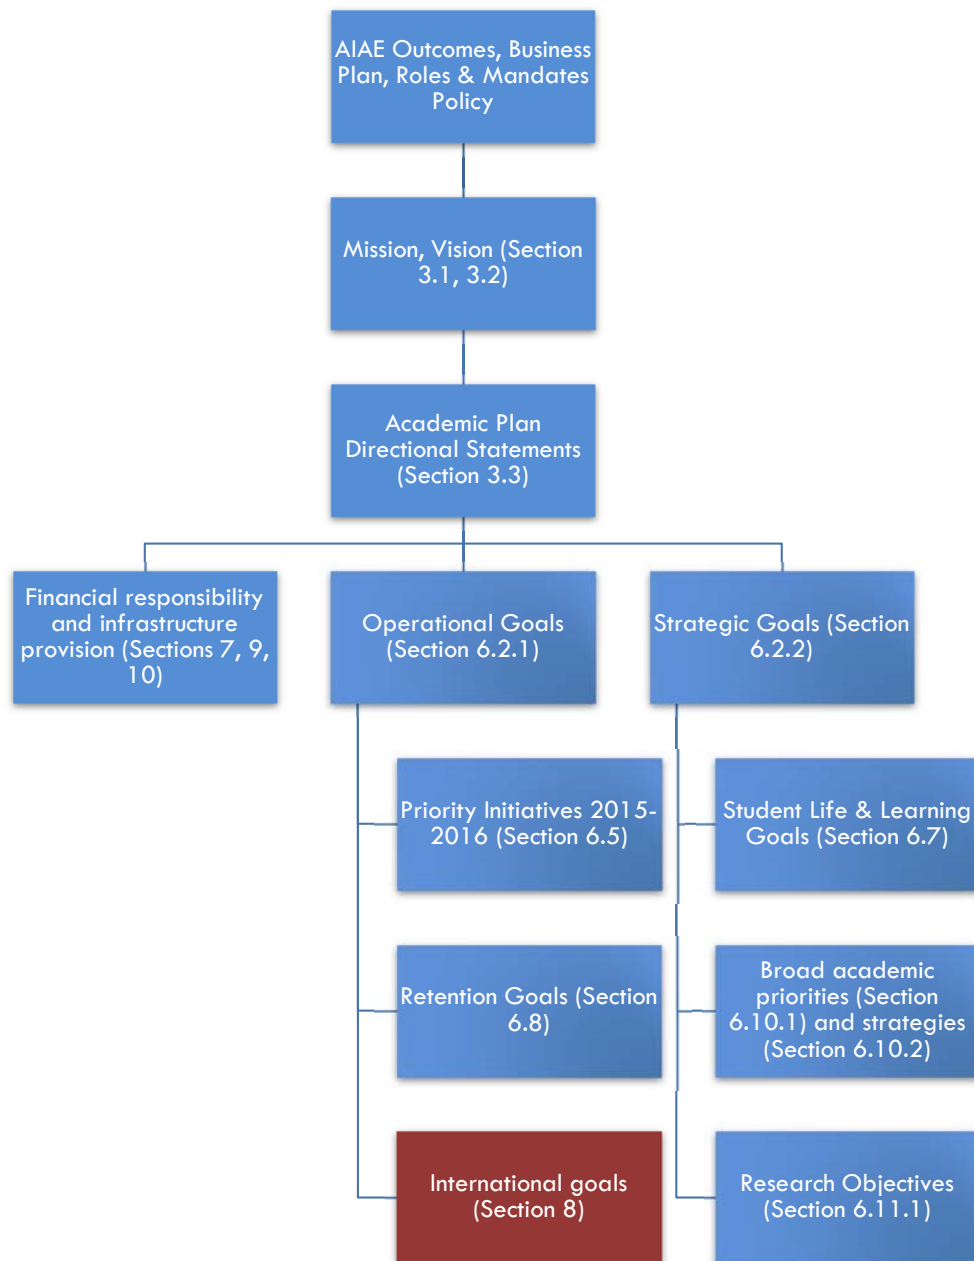 AIAE Outcomes, Business
Plan, Roles & Mandates
Policy
Mission, Vision (Section
3.1, 3.2)
Academic Plan
Directional Statements
(Section 3.3)
Financial responsibility
and infrastructure
provision (Sections 7, 9,
10)
Operational Goals
(Section 6.2.1)
Strategic Goals (Section
6.2.2)
Priority Initiatives 2015-
2016 (Section 6.5)
Student Life & Learning
Goals (Section 6.7)
Retention Goals (Section
6.8)
Broad academic
priorities (Section
6.10.1) and strategies
(Section 6.10.2)
International goals
(Section 8)
Research Objectives
(Section 6.11.1)